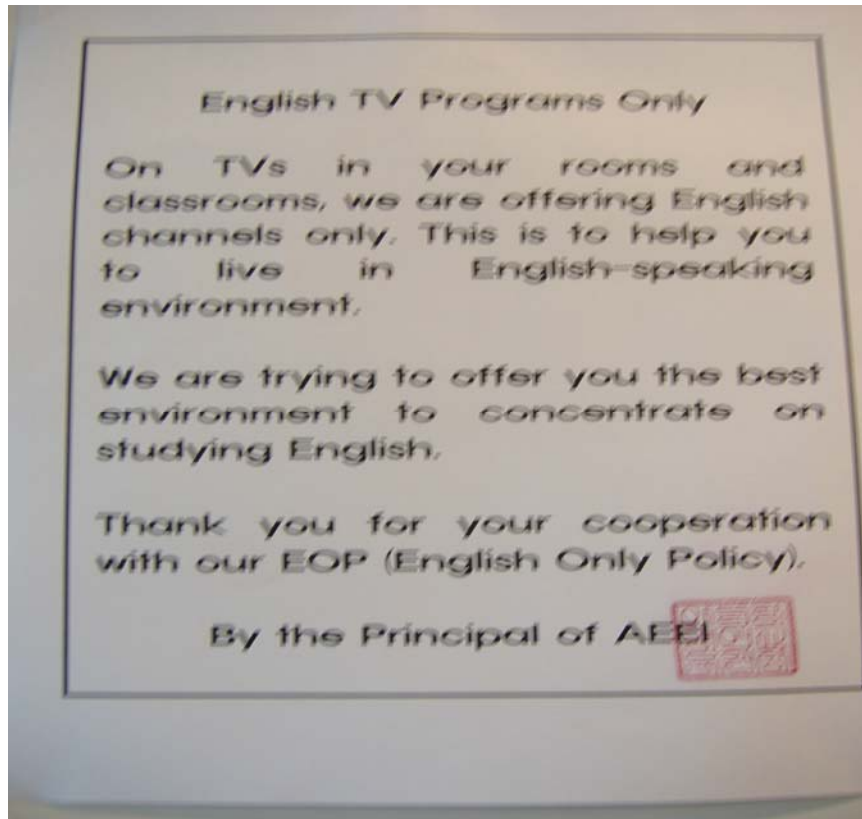 English TV Programs Only
On TVs in your rooms and
classrooms, we are offering English
channels only. This is to help you
to live in English-speaking
environment.
We are trying to offer you the best
environment to concentrate on
studying English.
Thank you for your cooperation
with our EOP (English Only Policy).
By the Principal of AEEI